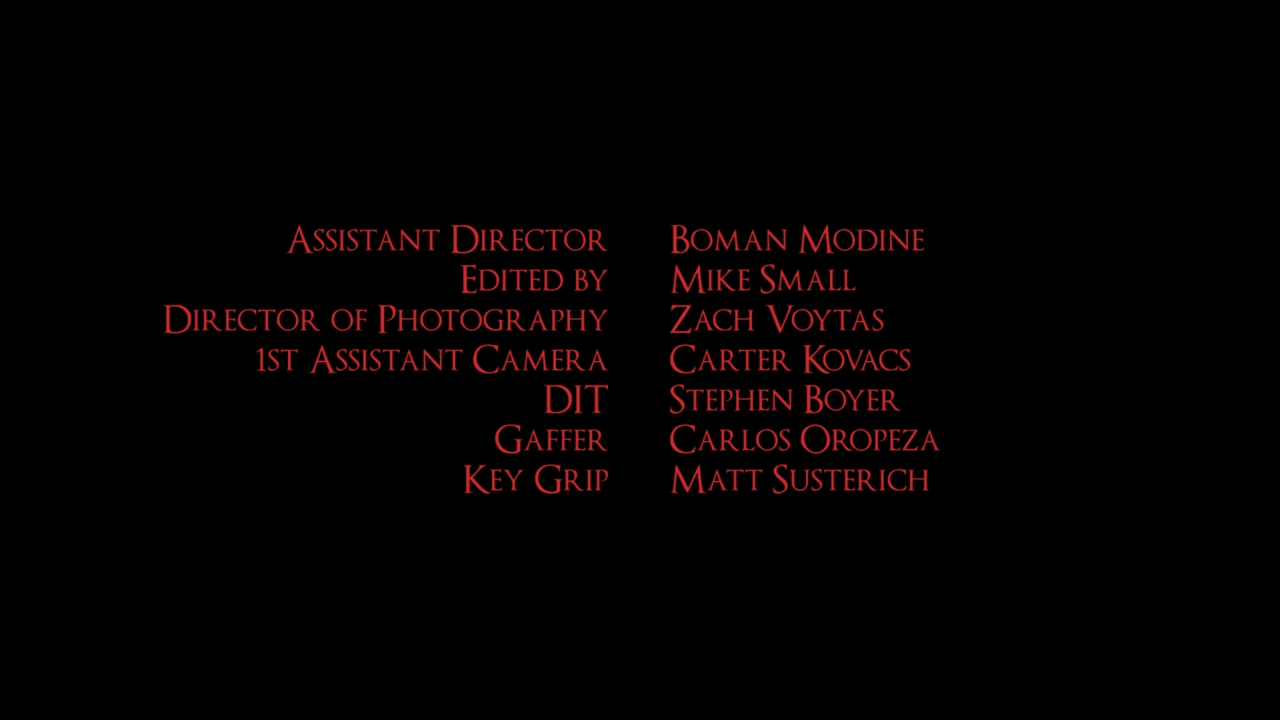 Assistant Director Boman Modine
Edited by Mike Small
Director of Photography Zach Voytas
1st Assistant Camera Carter Kovacs
DIT Stephen Boyer
Gaffer Carlos Oropeza
Key Grip Matt Susterich